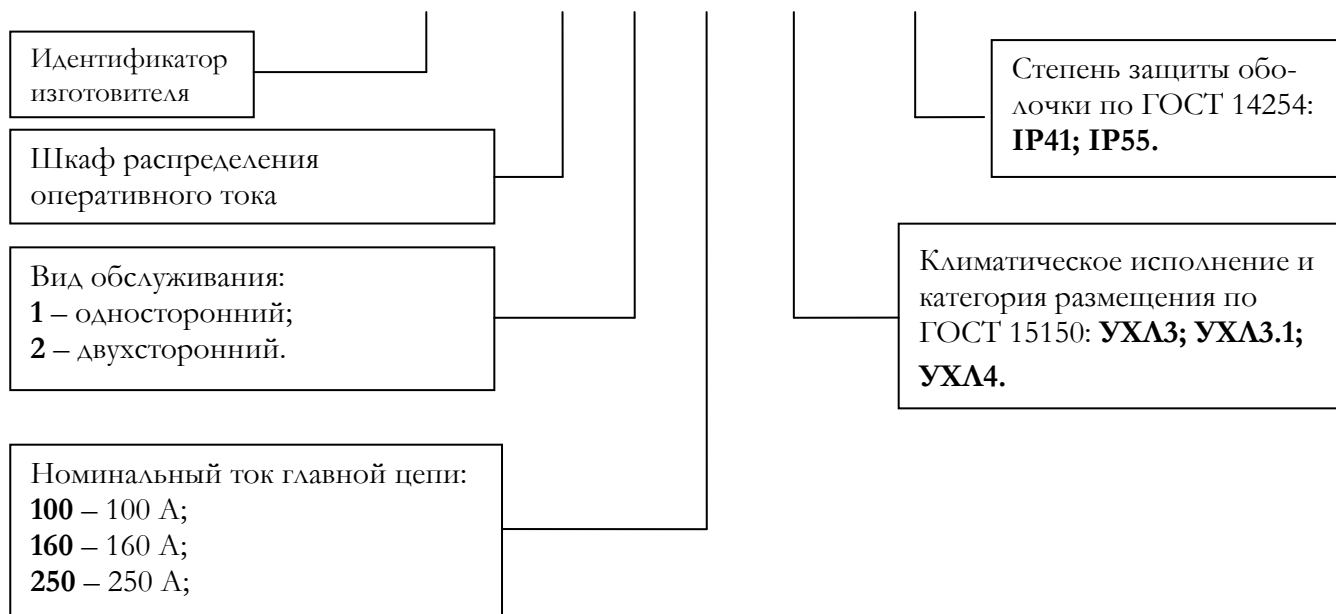 Идентификатор
изготовителя
Шкаф распределения
оперативного тока
Вид обслуживания:
1 – односторонний;
2 – двухсторонний.
Номинальный ток главной цепи:
100 – 100 А;
160 – 160 А;
250 – 250 А;
Степень защиты обо-
лочки по ГОСТ 14254:
IP41; IP55.
Климатическое исполнение и
категория размещения по
ГОСТ 15150: УХЛ3; УХЛ3.1;
УХЛ4.